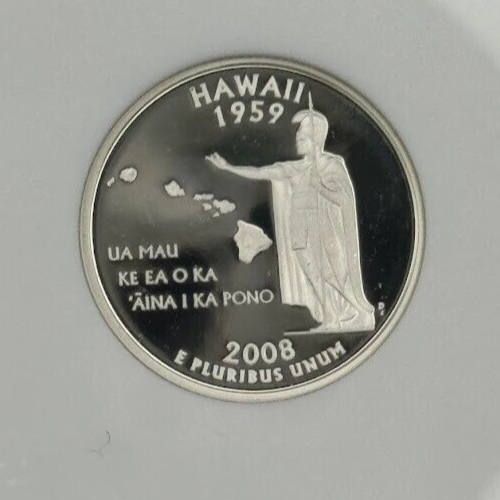 HAWAII
1959
UA MAU
KE EA O KA
ʻĀINA I KA PONO
2008
E PLURIBUS UNUM